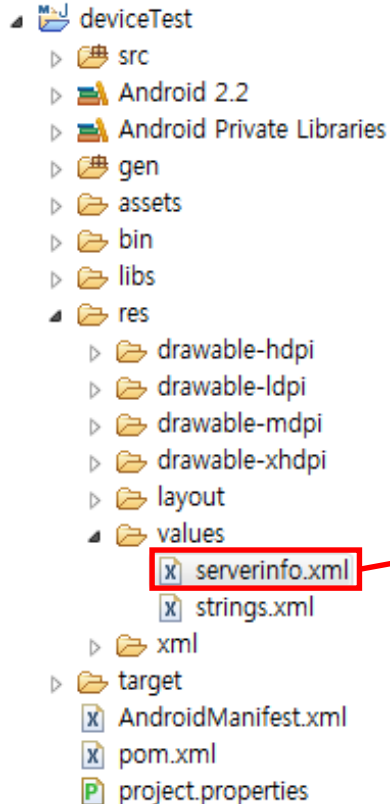 deviceTest
src
Android 2.2
Android Private Libraries
gen
assets
bin
libs
res
drawable-hdpi
drawable-ldpi
drawable-mdpi
drawable-xhdpi
layout
values
serverinfo.xml
strings.xml
xml
target
AndroidManifest.xml
pom.xml
project.properties